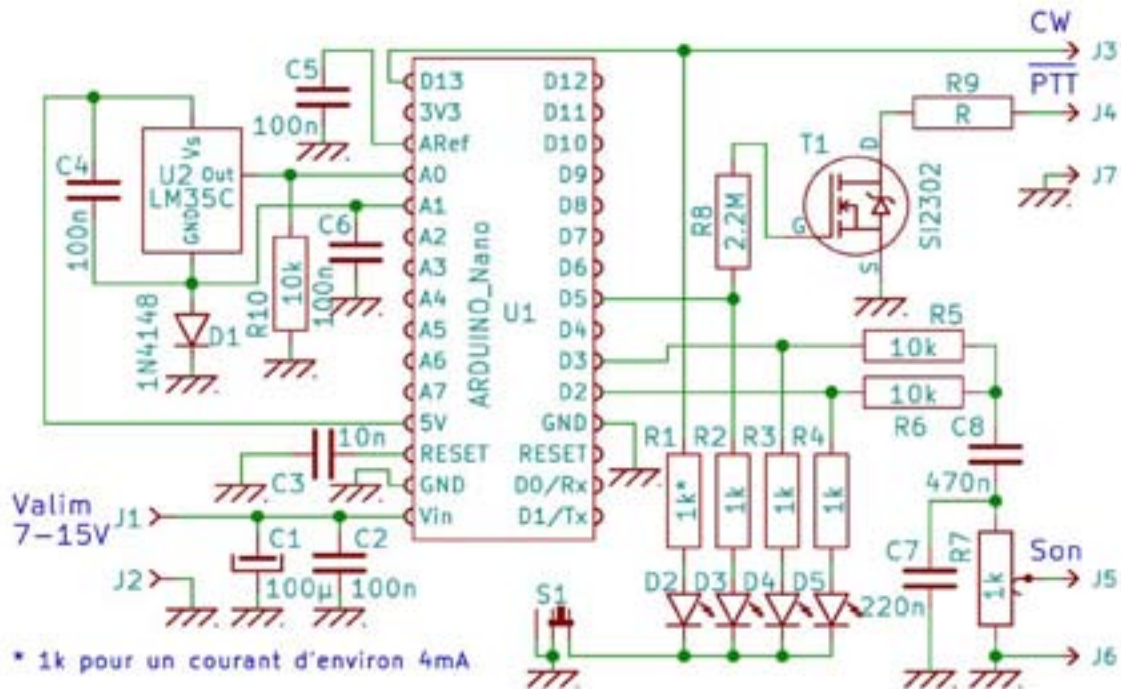 CW
J3
PTT
J4
J7
R9
R
T1
D
G
S
SI2302
C5
100n
C4
100n
Vs
U2 Out
LM35C
GND
C6
100n
R10
10k
1N4148
D1
D13
3V3
ARef
A0
A1
A2
A3
A4
A5
A6
A7
5V
RESET
GND
Vin
ARDUINO_Nano
U1
D12
D11
D10
D9
D8
D7
D6
D5
D4
D3
D2
GND
RESET
D0/Rx
D1/Tx
R8
2.2M
R5
10k
10k
R6
C8
470n
R1 R2 R3 R4
1k*
1k
1k
1k
10n
C3
Valim
7-15V
J1
J2
C1
100µ
C2
100n
D2 D3 D4 D5
S1
C7
220n
R7
1k
Son
J5
J6
* 1k pour un courant d'environ 4mA